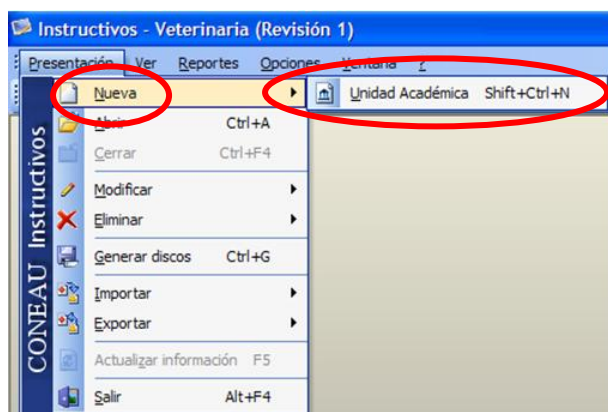 Instructivos - Veterinaria (Revisión 1)
Presentación Ver Reportes Opciones Ventana ?
Nueva
Unidad Académica Shift+Ctrl+N
Abrir Ctrl+A
Cerrar Ctrl+F4
Modificar
Eliminar
Generar discos Ctrl+G
Importar
Exportar
Actualizar información F5
Salir Alt+F4
CONEAU Instructivos